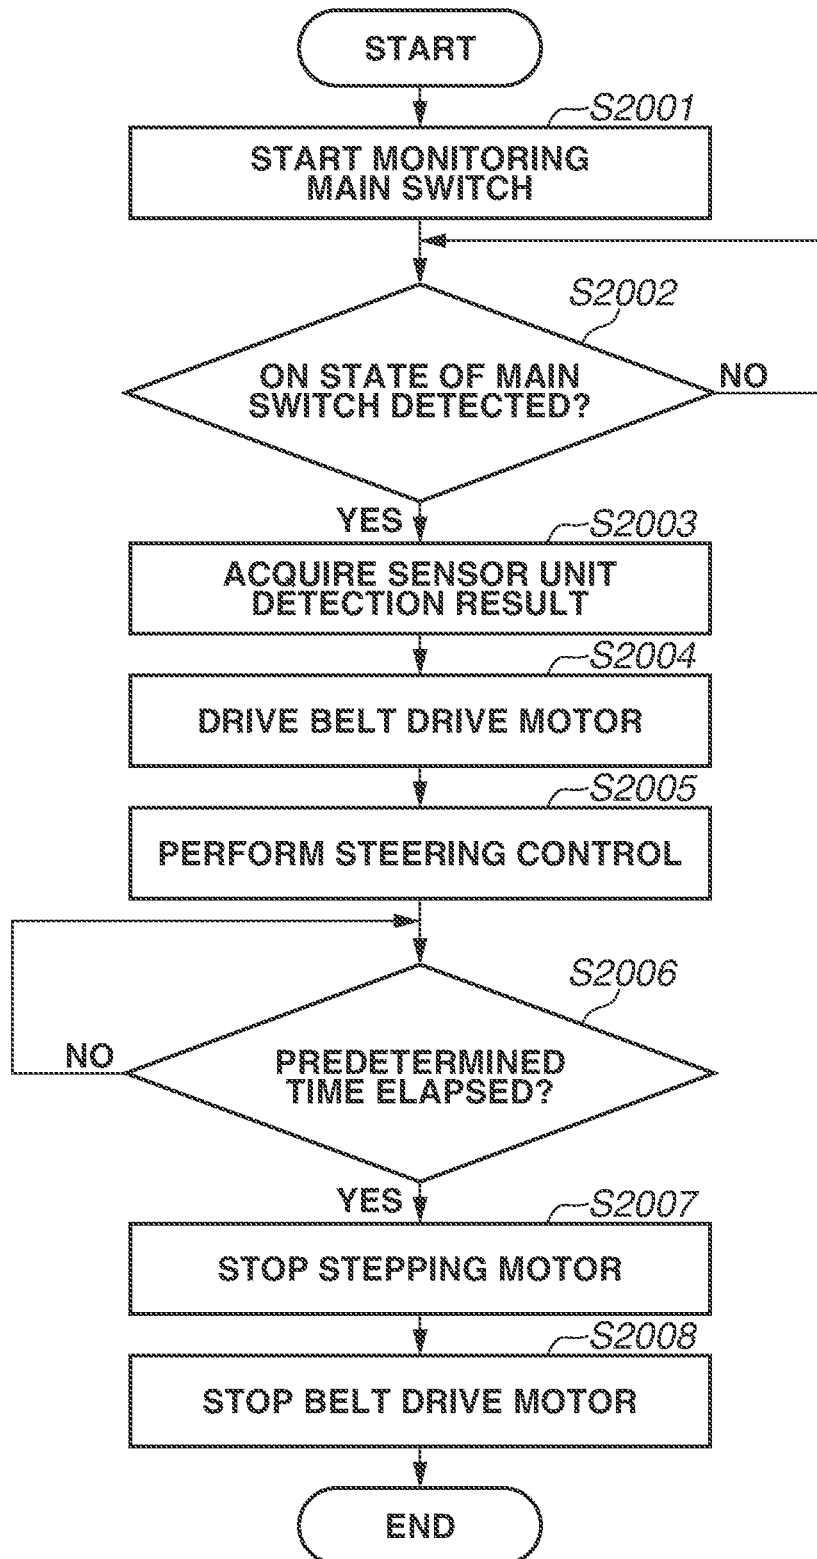 START
S2001
START MONITORING
MAIN SWITCH
S2002
ON STATE OF MAIN
SWITCH DETECTED?
NO
YES
S2003
ACQUIRE SENSOR UNIT
DETECTION RESULT
S2004
DRIVE BELT DRIVE MOTOR
S2005
PERFORM STEERING CONTROL
S2006
NO
PREDETERMINED
TIME ELAPSED?
YES
S2007
STOP STEPPING MOTOR
S2008
STOP BELT DRIVE MOTOR
END